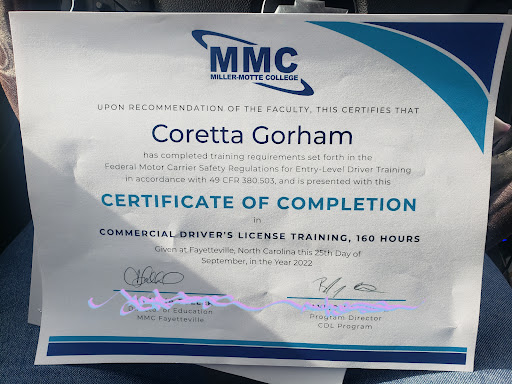 MMC
MILLER-MOTTE COLLEGE
UPON RECOMMENDATION OF THE FACULTY, THIS CERTIFIES THAT
Coretta Gorham
has completed training requirements set forth in the
Federal Motor Carrier Safety Regulations for Entry-Level Driver Training
in accordance with 49 CFR 380.503, and is presented with this
CERTIFICATE OF COMPLETION
in
COMMERCIAL DRIVER'S LICENSE TRAINING, 160 HOURS
Given at Fayetteville, North Carolina this 25th Day of
September, in the Year 2022
Director of Education
MMC Fayetteville
Program Director
CDL Program